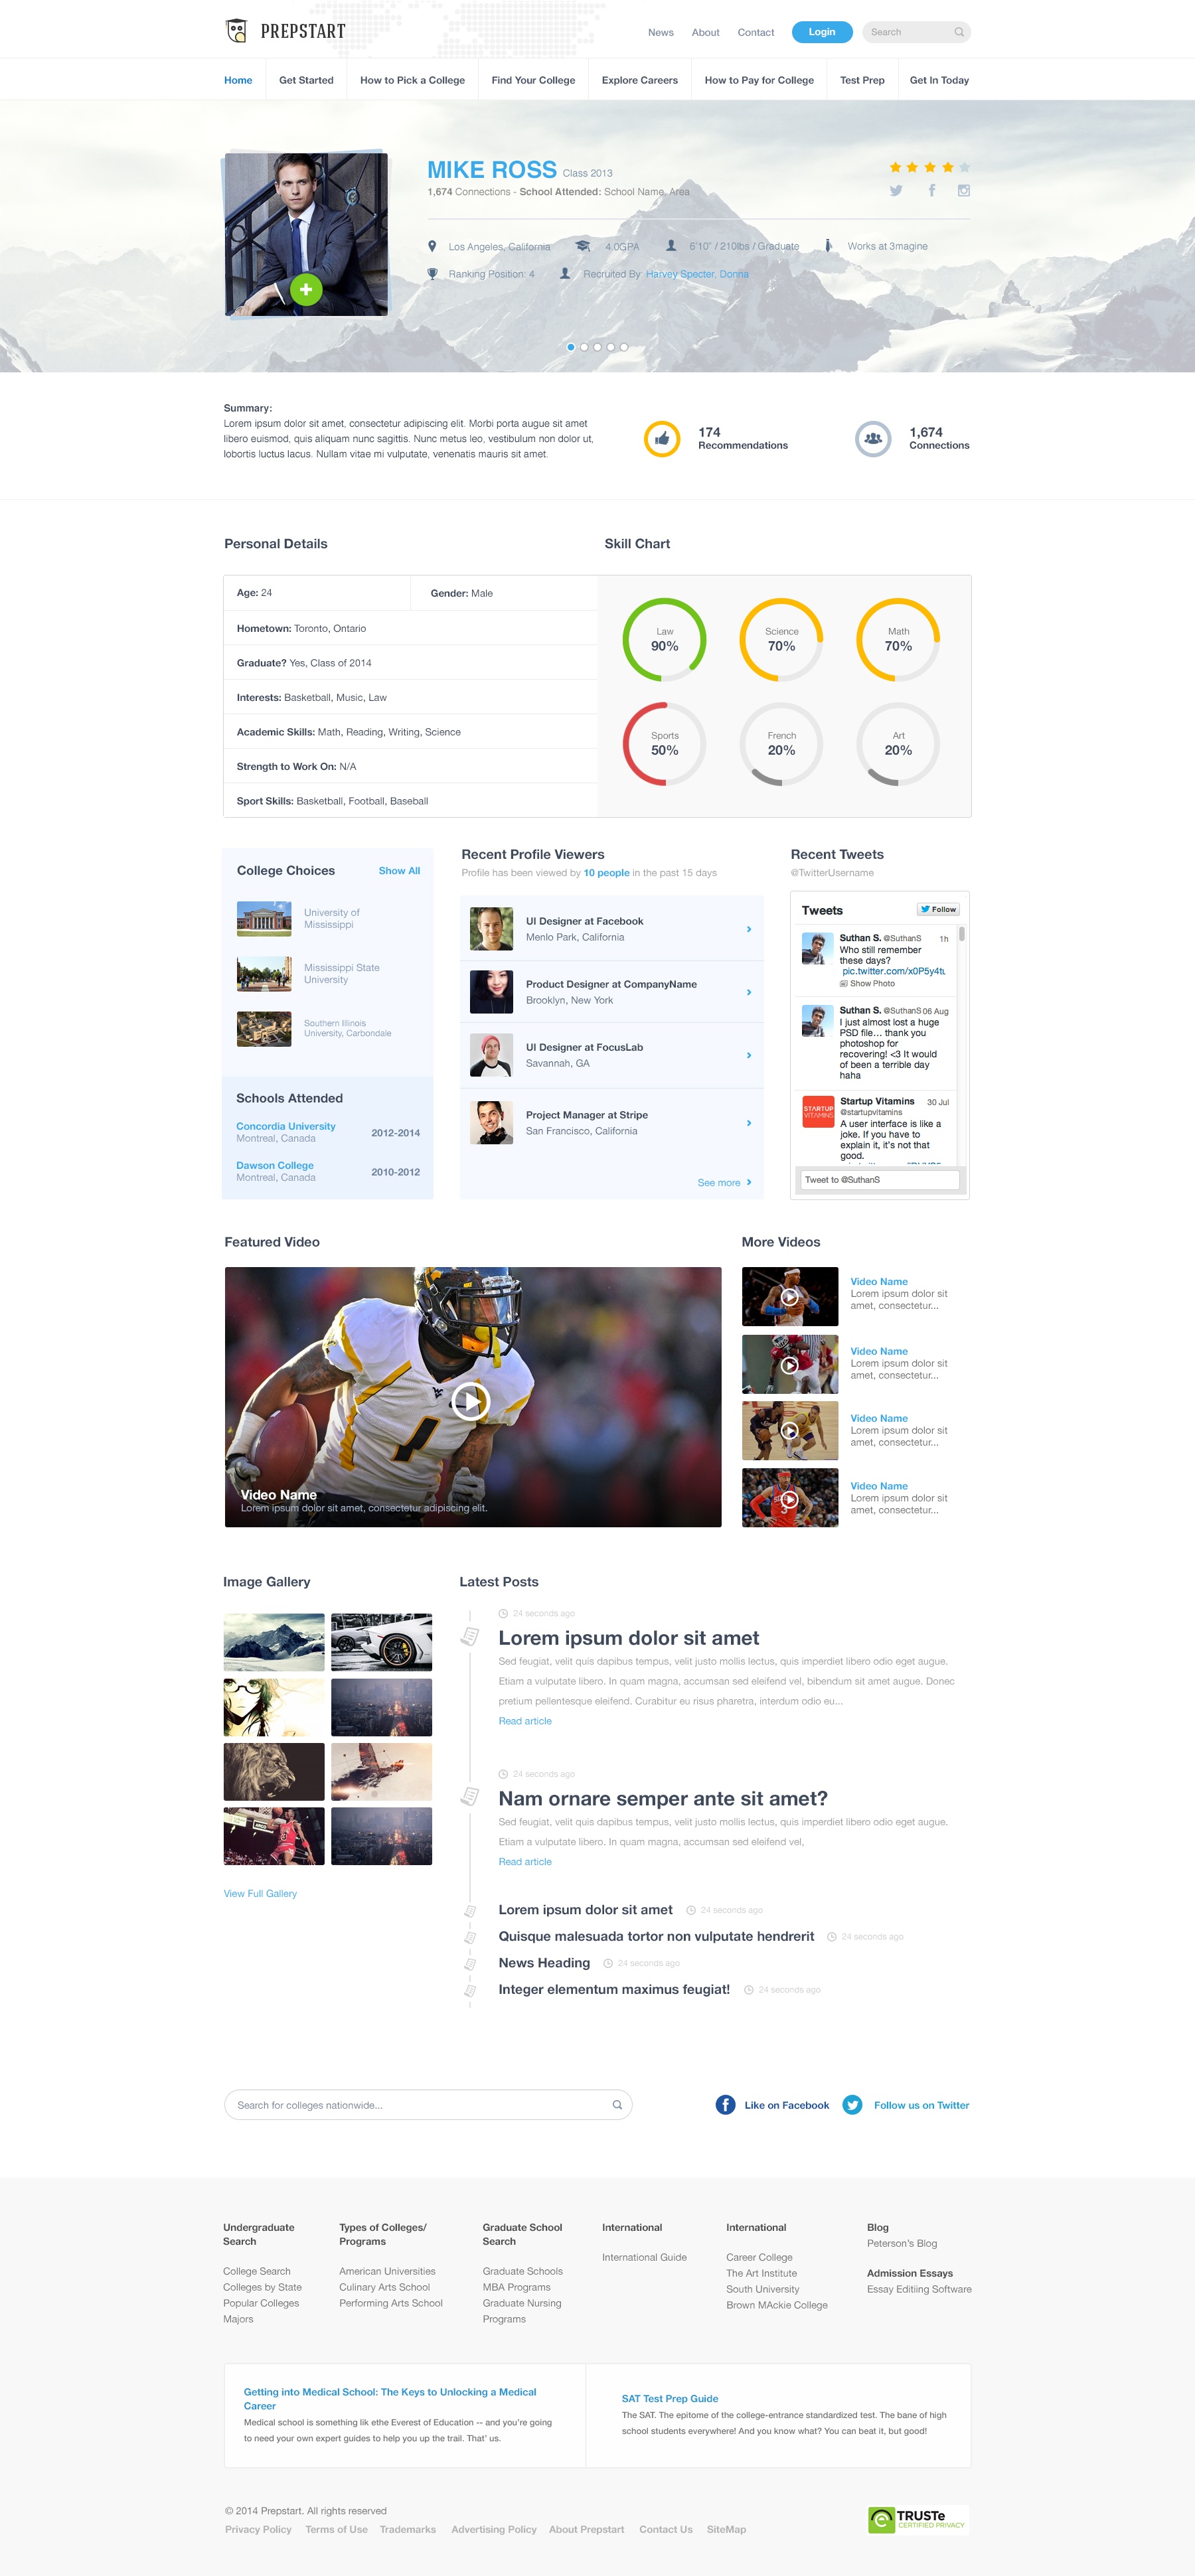 PREPSTART
News About Contact Login Search
Home Get Started How to Pick a College Find Your College Explore Careers How to Pay for College Test Prep Get In Today
MIKE ROSS Class 2013
1,674 Connections - School Attended: School Name, Area
Los Angeles, California 4.0GPA 6'10" / 210lbs / Graduate Works at 3magine
Ranking Position: 4 Recruited By: Harvey Specter, Donna
Summary:
Lorem ipsum dolor sit amet, consectetur adipiscing elit. Morbi porta augue sit amet
libero euismod, quis aliquam nunc sagittis. Nunc metus leo, vestibulum non dolor ut,
lobortis luctus lacus. Nullam vitae mi vulputate, venenatis mauris sit amet.
174
Recommendations
1,674
Connections
Personal Details
Age: 24 Gender: Male
Hometown: Toronto, Ontario
Graduate? Yes, Class of 2014
Interests: Basketball, Music, Law
Academic Skills: Math, Reading, Writing, Science
Strength to Work On: N/A
Sport Skills: Basketball, Football, Baseball
Skill Chart
Law
90%
Science
70%
Math
70%
Sports
50%
French
20%
Art
20%
College Choices Show All
University of
Mississippi
Mississippi State
University
Southern Illinois
University, Carbondale
Schools Attended
Concordia University
Montreal, Canada
2012-2014
Dawson College
Montreal, Canada
2010-2012
Recent Profile Viewers
Profile has been viewed by 10 people in the past 15 days
UI Designer at Facebook
Menlo Park, California
Product Designer at CompanyName
Brooklyn, New York
UI Designer at FocusLab
Savannah, GA
Project Manager at Stripe
San Francisco, California
See more
Recent Tweets
@TwitterUsername
Tweets Follow
Suthan S. @SuthanS 1h
Who still remember
these days?
pic.twitter.com/x0P5y4tL
Show Photo
Suthan S. @SuthanS 06 Aug
I just almost lost a huge
PSD file... thank you
photoshop for
recovering! <3 It would
of been a terrible day
haha
STARTUP
VITAMINS
Startup Vitamins 30 Jul
@startupvitamins
A user interface is like a
joke. If you have to
explain it, it's not that
good.
Tweet to @SuthanS
Featured Video
Video Name
Lorem ipsum dolor sit amet, consectetur adipiscing elit.
More Videos
Video Name
Lorem ipsum dolor sit
amet, consectetur...
Video Name
Lorem ipsum dolor sit
amet, consectetur...
Video Name
Lorem ipsum dolor sit
amet, consectetur...
Video Name
Lorem ipsum dolor sit
amet, consectetur...
Image Gallery
View Full Gallery
Latest Posts
24 seconds ago
Lorem ipsum dolor sit amet
Sed feugiat, velit quis dapibus tempus, velit justo mollis lectus, quis imperdiet libero odio eget augue.
Etiam a vulputate libero. In quam magna, accumsan sed eleifend vel, bibendum sit amet augue. Donec
pretium pellentesque eleifend. Curabitur eu risus pharetra, interdum odio eu...
Read article
24 seconds ago
Nam ornare semper ante sit amet?
Sed feugiat, velit quis dapibus tempus, velit justo mollis lectus, quis imperdiet libero odio eget augue.
Etiam a vulputate libero. In quam magna, accumsan sed eleifend vel,
Read article
Lorem ipsum dolor sit amet 24 seconds ago
Quisque malesuada tortor non vulputate hendrerit 24 seconds ago
News Heading 24 seconds ago
Integer elementum maximus feugiat! 24 seconds ago
Search for colleges nationwide...
Like on Facebook Follow us on Twitter
Undergraduate
Search
College Search
Colleges by State
Popular Colleges
Majors
Types of Colleges/
Programs
American Universities
Culinary Arts School
Performing Arts School
Graduate School
Search
Graduate Schools
MBA Programs
Graduate Nursing
Programs
International
International Guide
International
Career College
The Art Institute
South University
Brown MAckie College
Blog
Peterson's Blog
Admission Essays
Essay Editiing Software
Getting into Medical School: The Keys to Unlocking a Medical
Career
Medical school is something lik ethe Everest of Education -- and you're going
to need your own expert guides to help you up the trail. That' us.
SAT Test Prep Guide
The SAT. The epitome of the college-entrance standardized test. The bane of high
school students everywhere! And you know what? You can beat it, but good!
© 2014 Prepstart. All rights reserved
Privacy Policy Terms of Use Trademarks Advertising Policy About Prepstart Contact Us SiteMap
TRUSTe
CERTIFIED PRIVACY